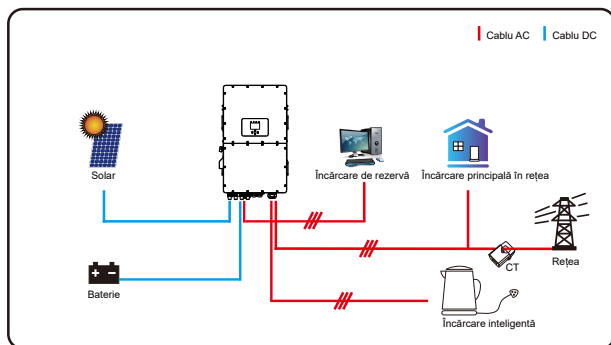 Cablu AC
Cablu DC
Solar
Încărcare de rezervă
Încărcare principală în rețea
CT
Rețea
Baterie
Încărcare inteligentă